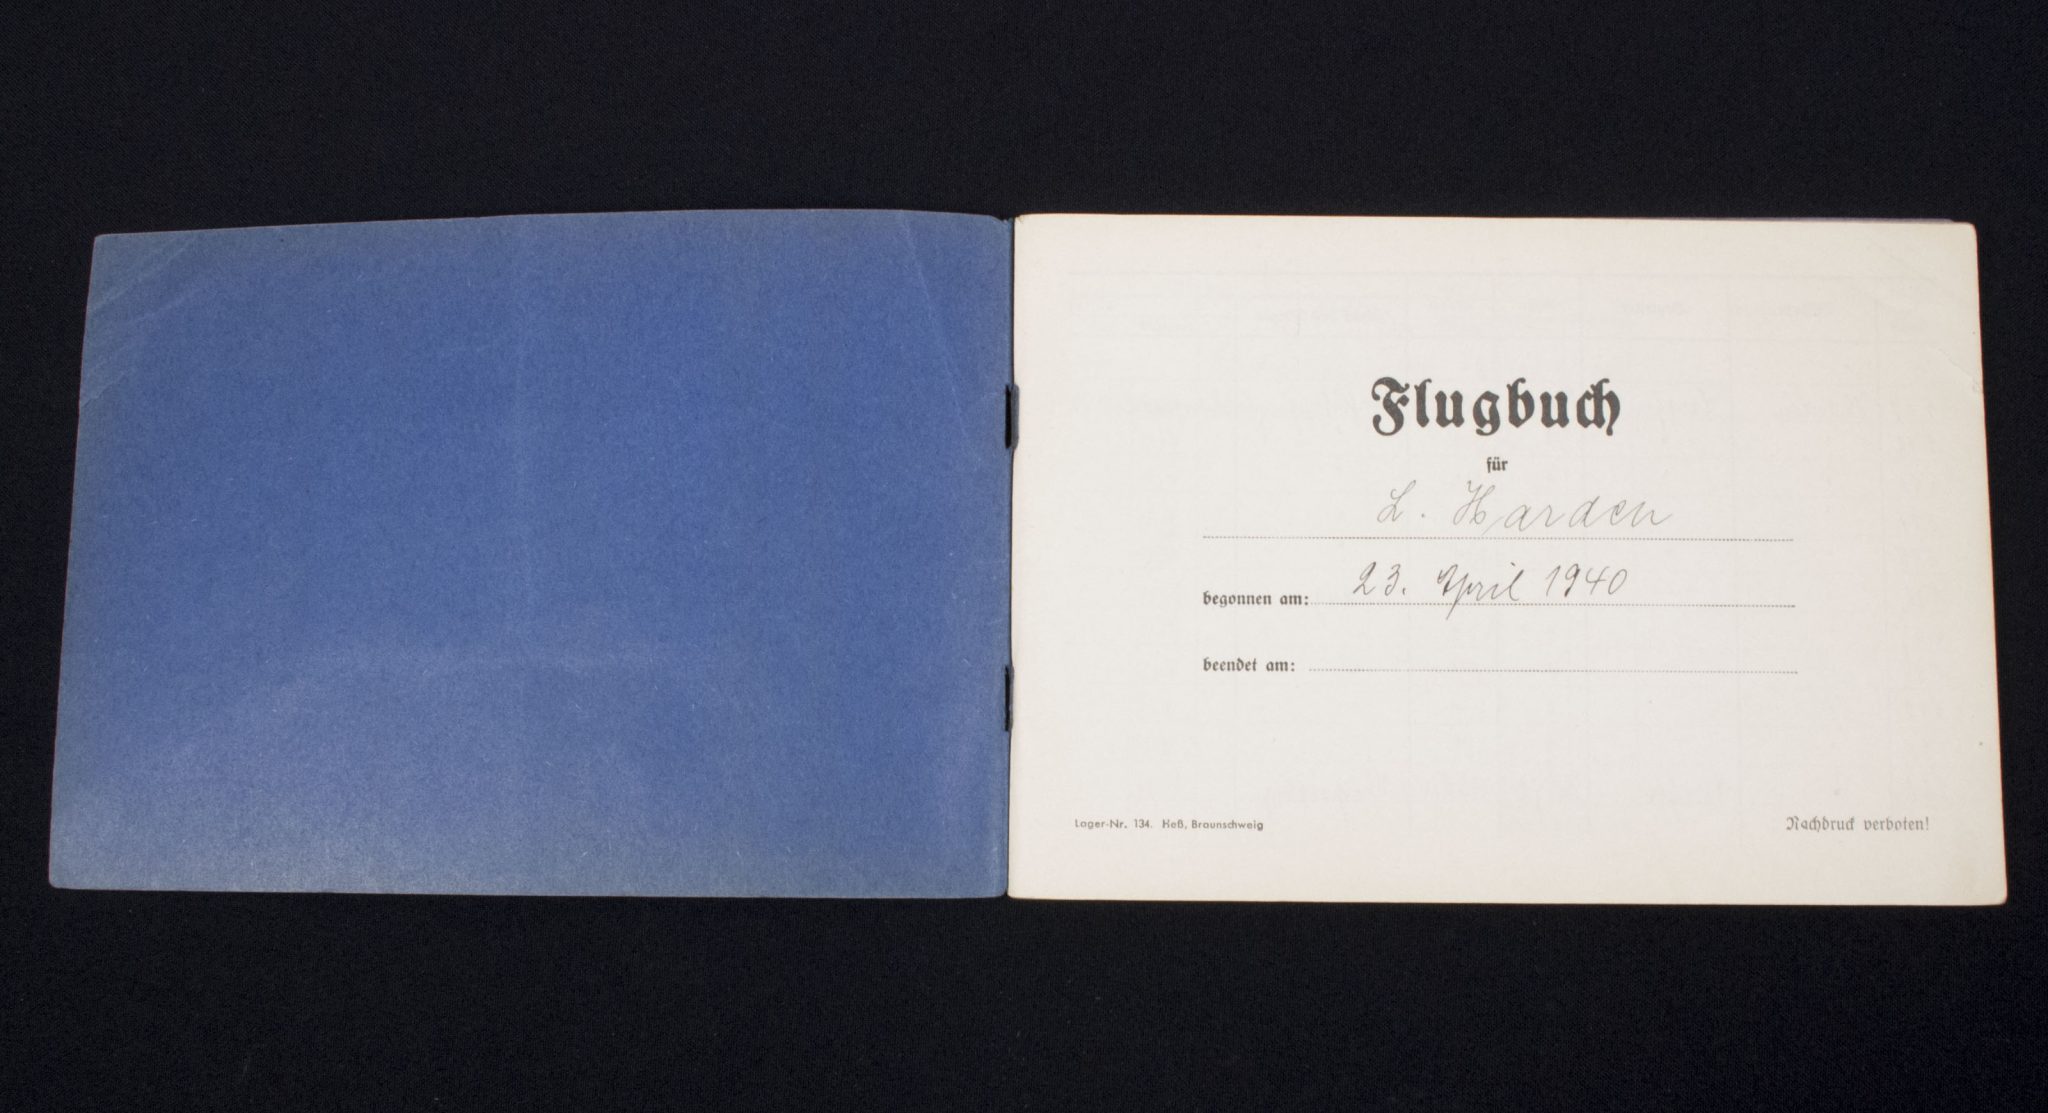 Flugbuch
für
L. Harden
begonnen am: 23. April 1940
beendet am:
Lager-Nr. 134. Heß, Braunschweig
Nachdruck verboten!